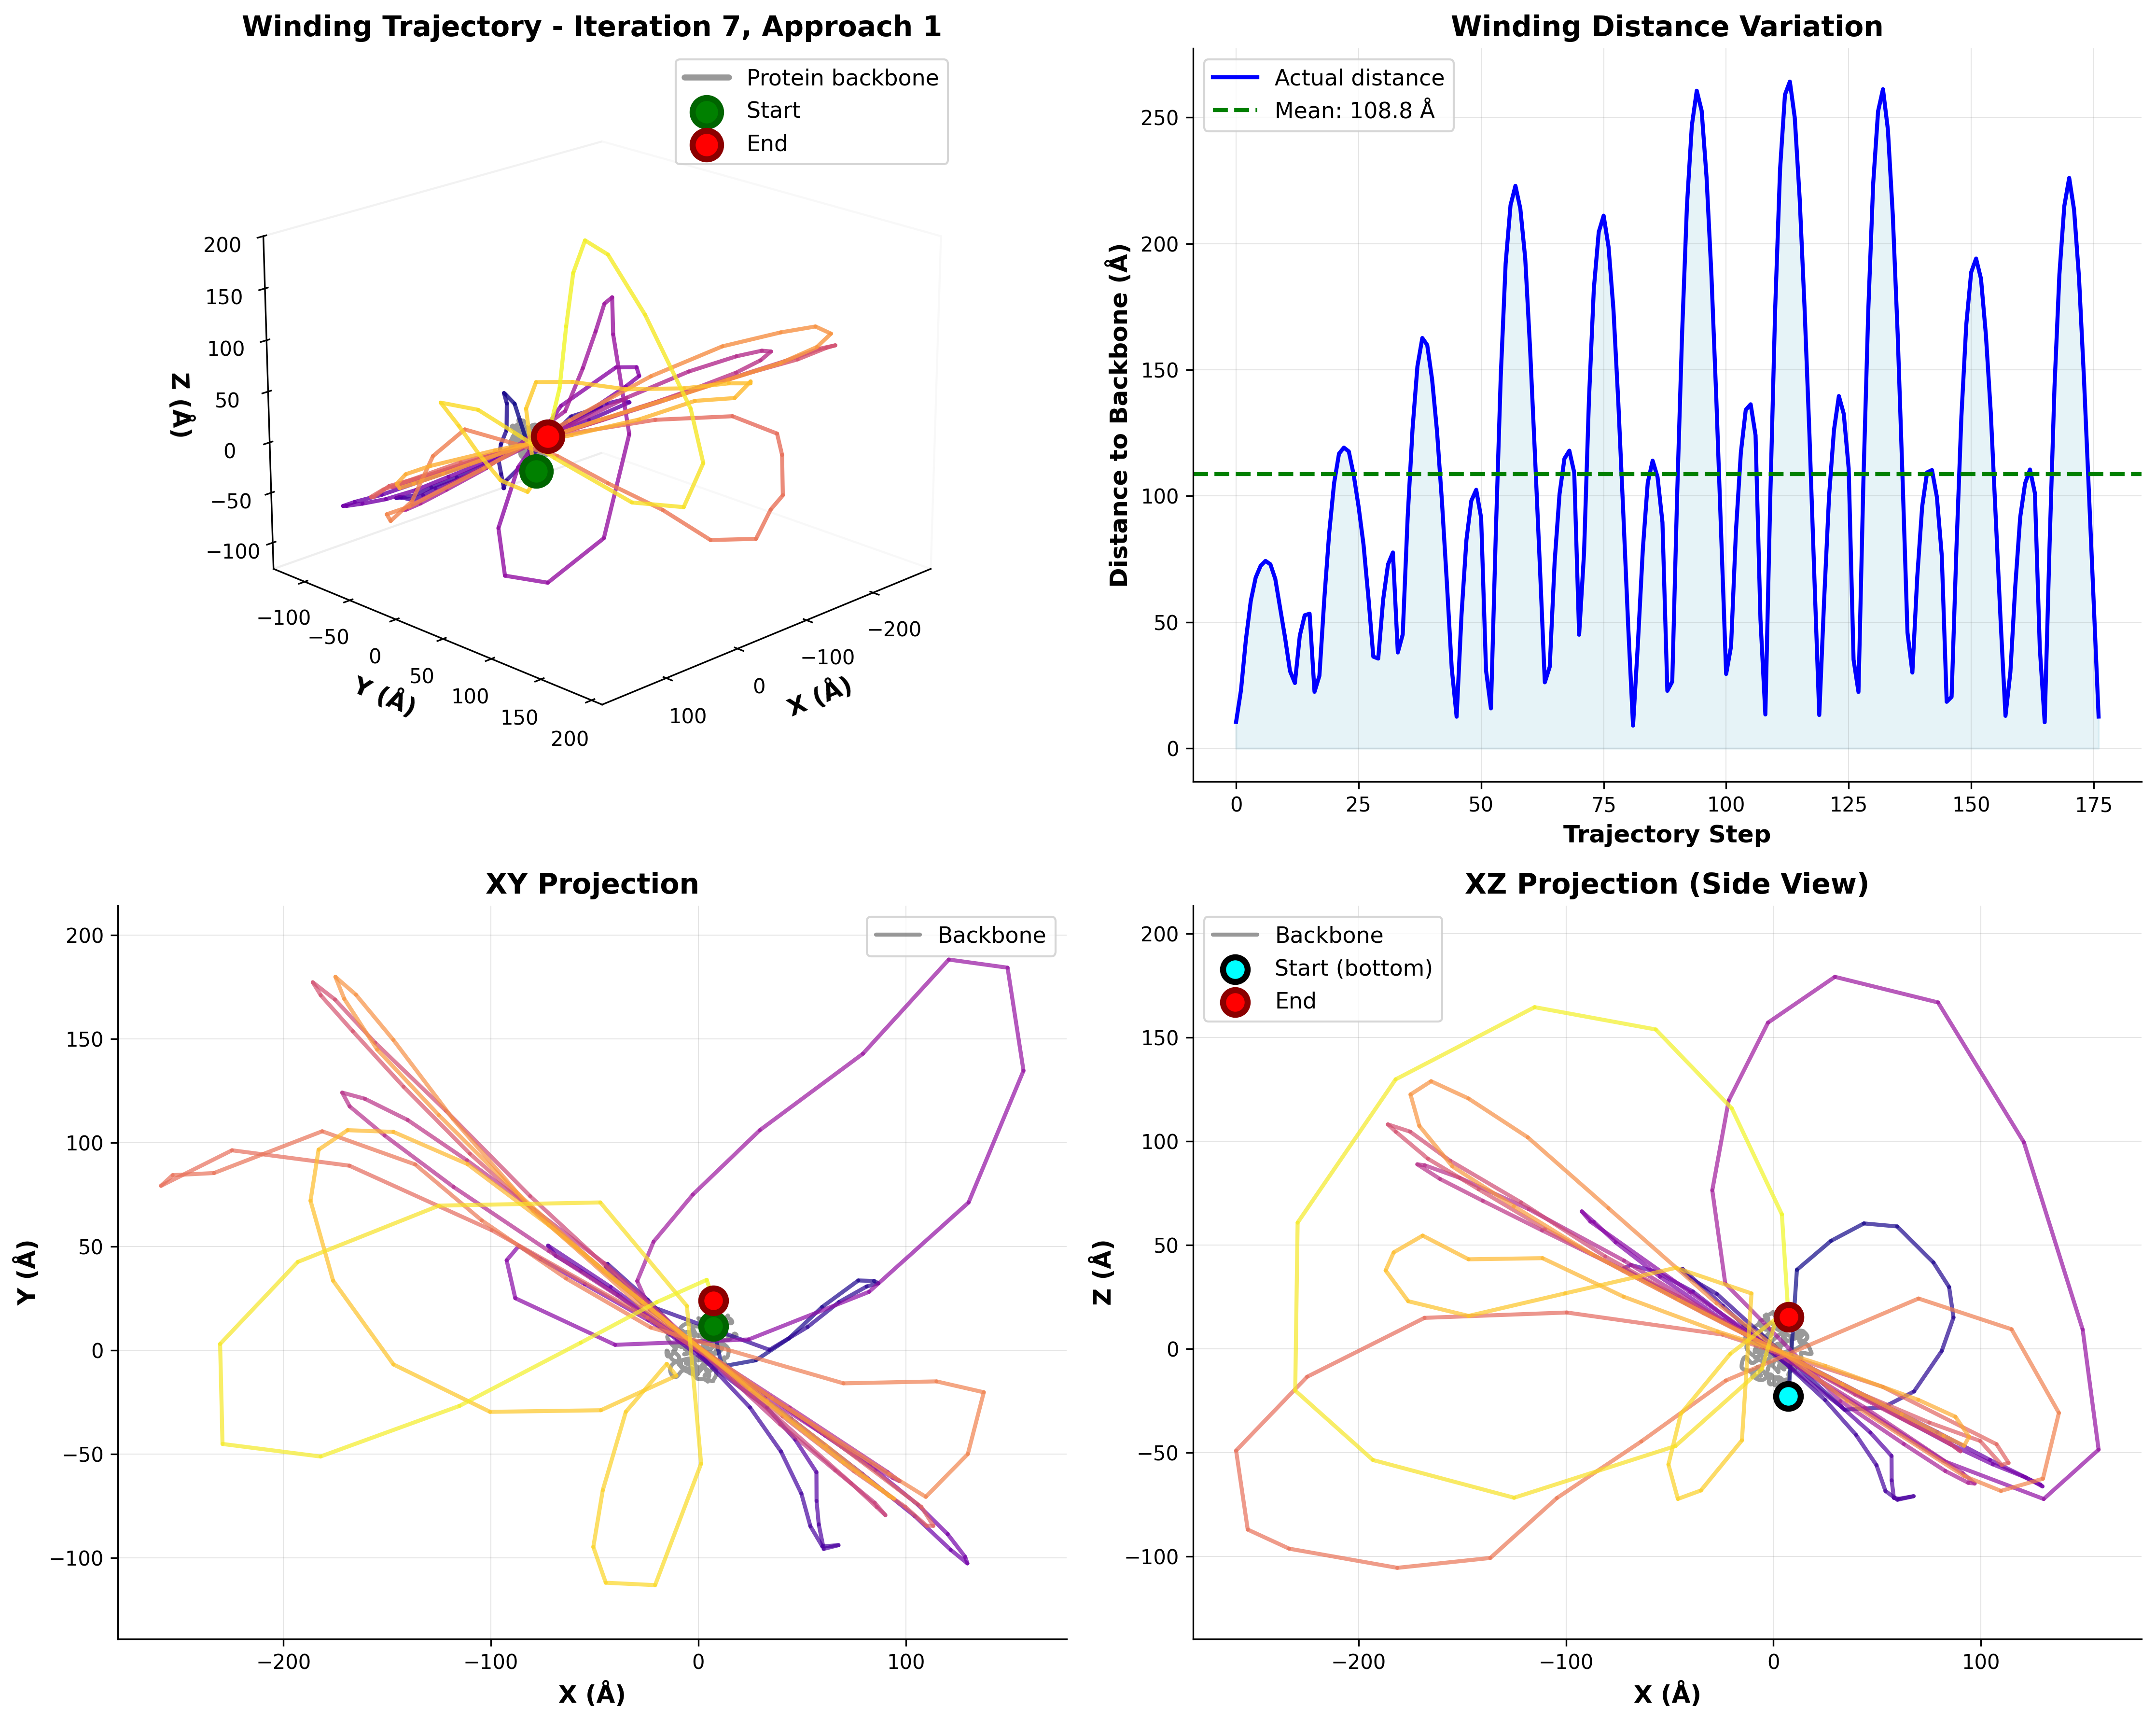 Winding Trajectory - Iteration 7, Approach 1
Protein backbone
Start
End
200
150
100
50
0
−50
−100
Z (Å)
−100
−50
0
50
100
150
200
Y (Å)
−200
−100
0
100
X (Å)
Winding Distance Variation
Actual distance
Mean: 108.8 Å
250
200
150
100
50
0
Distance to Backbone (Å)
0
25
50
75
100
125
150
175
Trajectory Step
XY Projection
Backbone
200
150
100
50
0
−50
−100
Y (Å)
−200
−100
0
100
X (Å)
XZ Projection (Side View)
Backbone
Start (bottom)
End
200
150
100
50
0
−50
−100
Z (Å)
−200
−100
0
100
X (Å)